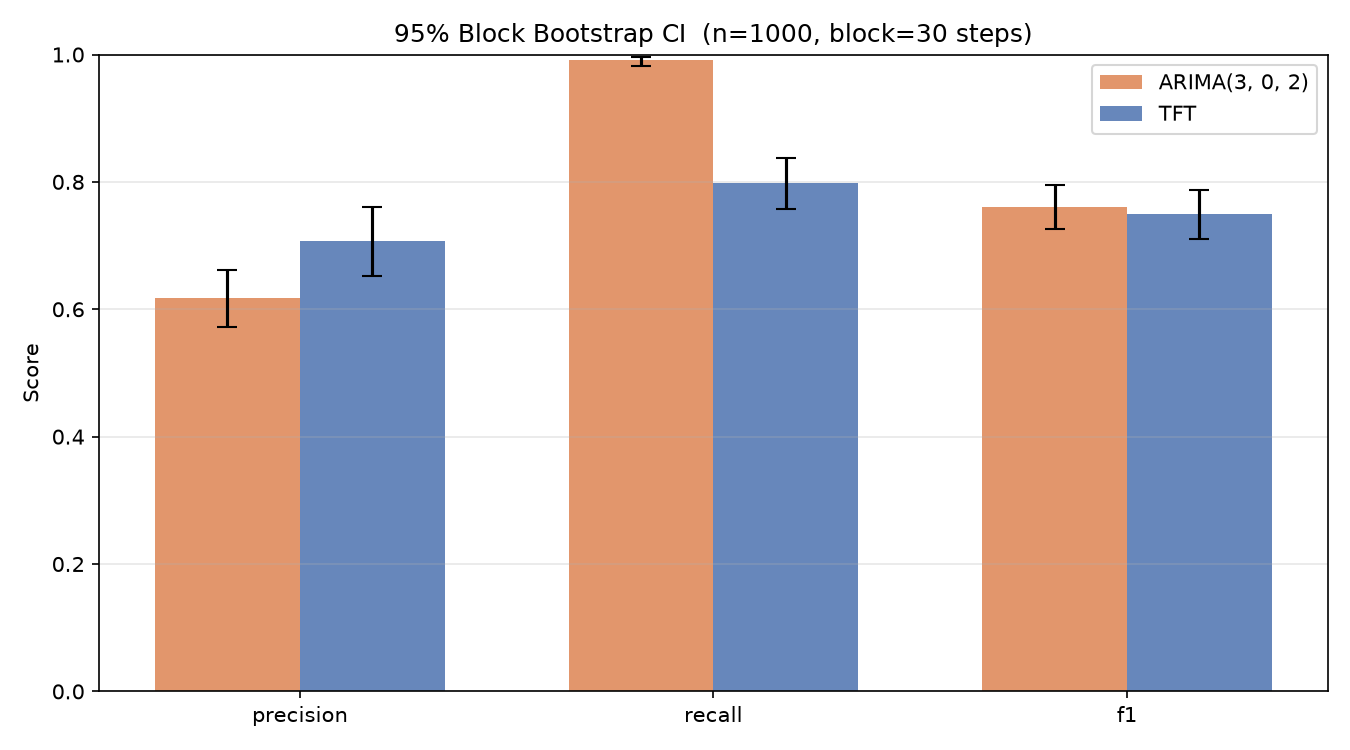 95% Block Bootstrap CI  (n=1000, block=30 steps)
ARIMA(3, 0, 2)
TFT
Score
1.0
0.8
0.6
0.4
0.2
0.0
precision
recall
f1